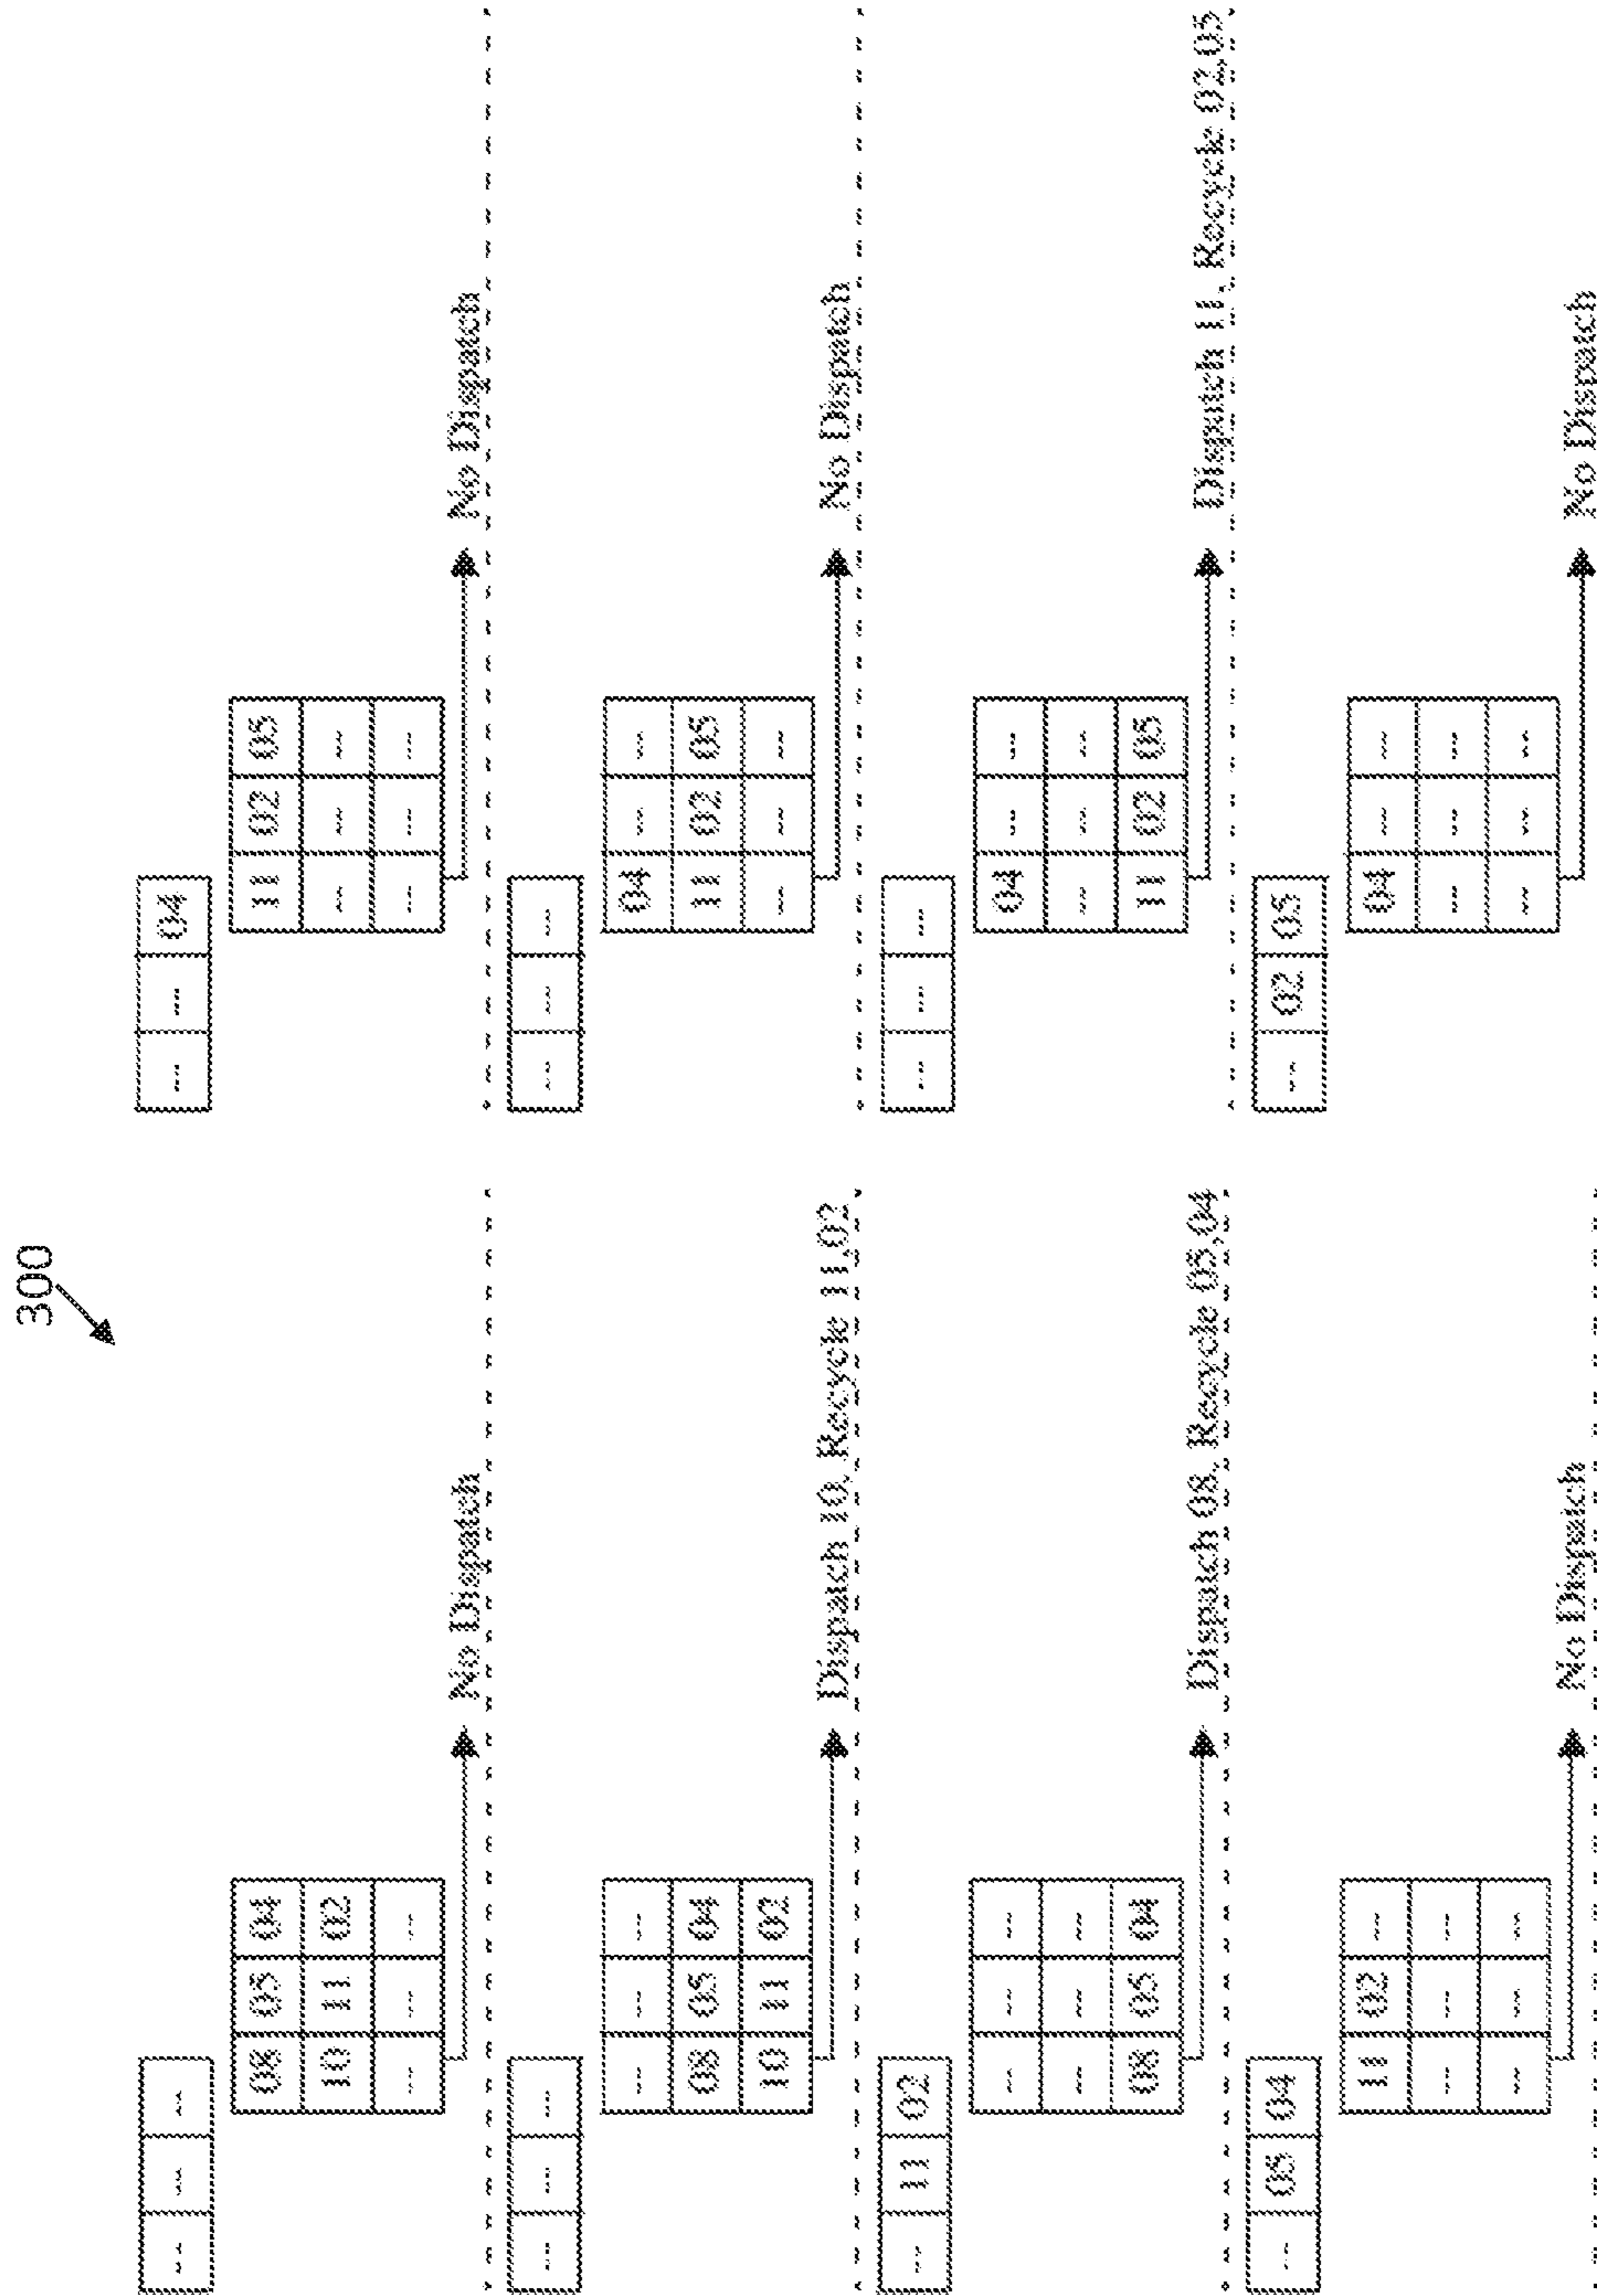 300
-- -- --
08 05 04
10 11 02
-- -- --
No Dispatch
-- -- --
-- -- --
08 05 04
10 11 02
Dispatch 10, Recycle 11,02
-- 11 02
-- -- --
-- -- --
08 05 04
Dispatch 08, Recycle 05,04
-- 05 04
11 02 --
-- -- --
-- -- --
No Dispatch
-- -- 04
11 02 05
-- -- --
-- -- --
No Dispatch
-- -- --
04 -- --
11 02 05
-- -- --
No Dispatch
-- -- --
04 -- --
-- -- --
11 02 05
Dispatch 11, Recycle 02,05
-- 02 05
04 -- --
-- -- --
-- -- --
No Dispatch